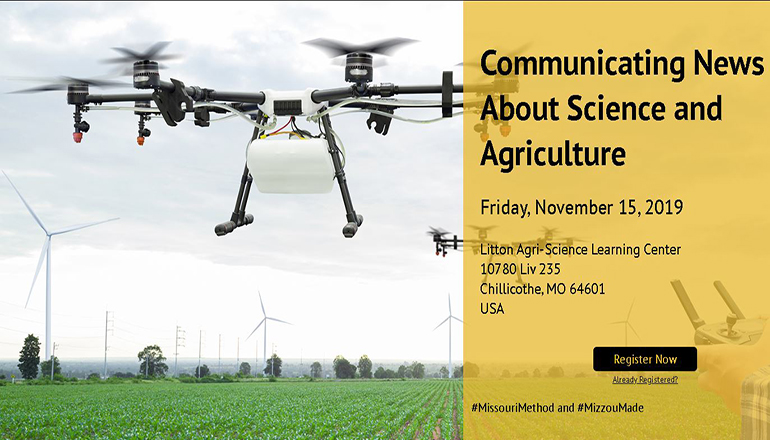 Communicating News
About Science and
Agriculture
Friday, November 15, 2019
Litton Agri-Science Learning Center
10780 Liv 235
Chillicothe, MO 64601
USA
Register Now
Already Registered?
#MissouriMethod and #MizzouMade